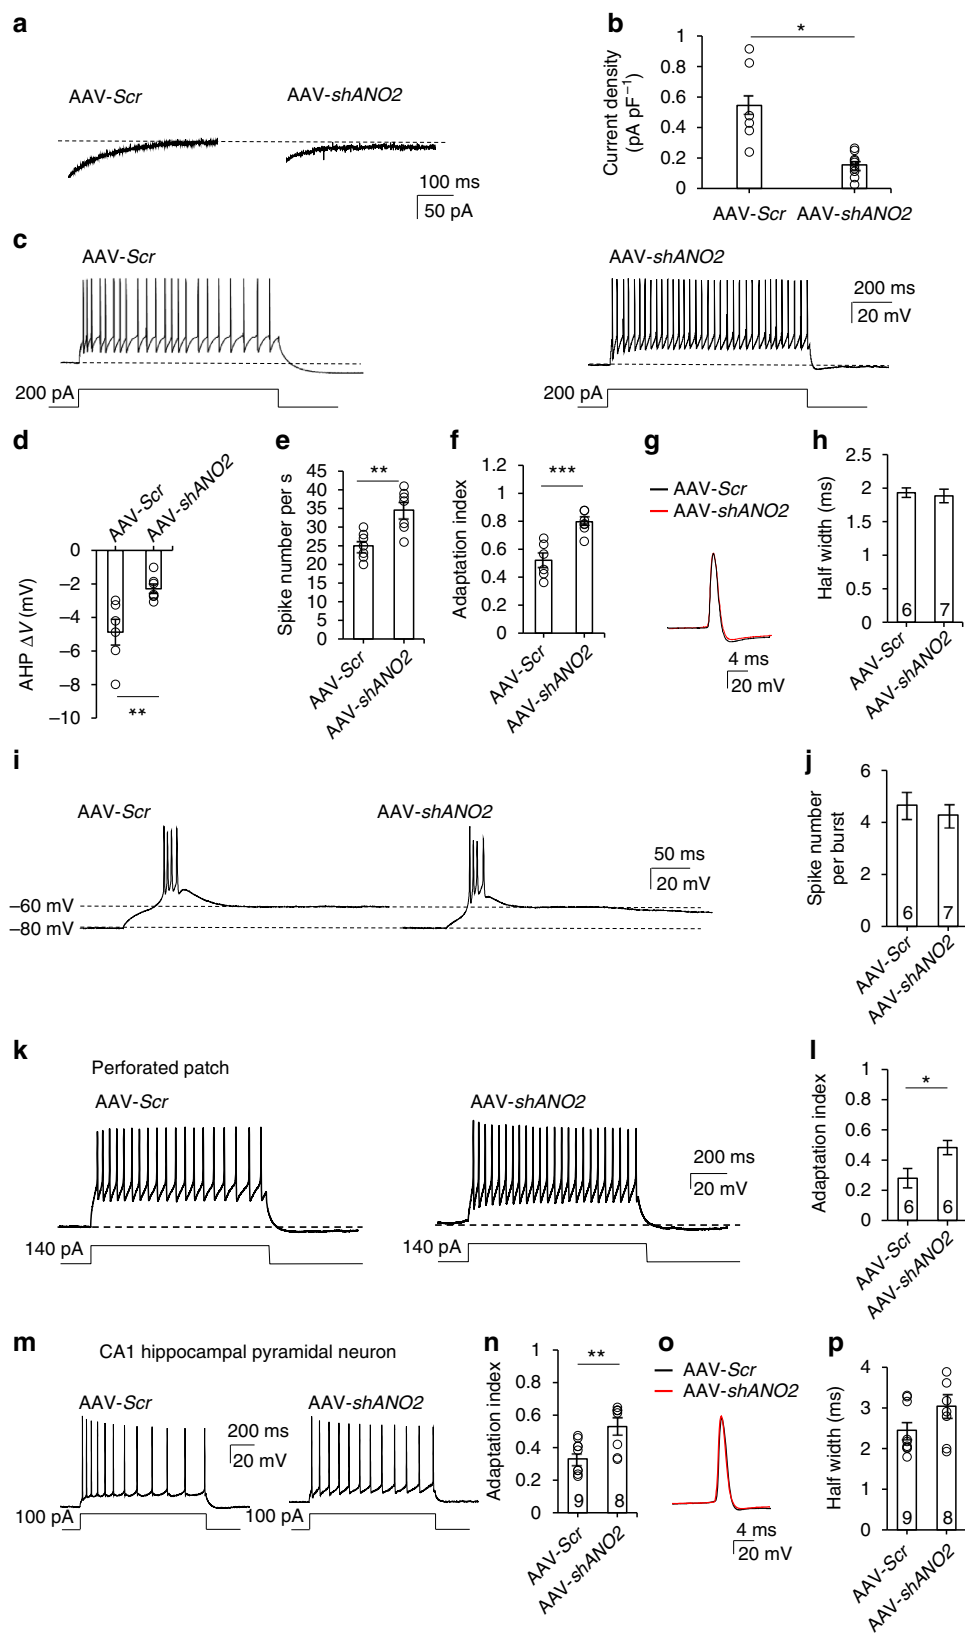 a
AAV-Scr
AAV-shANO2
100 ms
50 pA
b
*
Current density
(pA pF−1)
1
0.8
0.6
0.4
0.2
0
AAV-Scr AAV-shANO2
c
AAV-Scr
AAV-shANO2
200 ms
20 mV
200 pA
200 pA
d
AAV-Scr
AAV-shANO2
AHP ΔV (mV)
0
−2
−4
−6
−8
−10
**
e
Spike number per s
45
40
35
30
25
20
15
10
5
0
**
AAV-Scr
AAV-shANO2
f
Adaptation index
1.2
1
0.8
0.6
0.4
0.2
0
***
AAV-Scr
AAV-shANO2
g
AAV-Scr
AAV-shANO2
4 ms
20 mV
h
Half width (ms)
2.5
2
1.5
1
0.5
0
6
7
AAV-Scr
AAV-shANO2
i
AAV-Scr
AAV-shANO2
50 ms
20 mV
−60 mV
−80 mV
j
Spike number
per burst
6
4
2
0
6
7
AAV-Scr
AAV-shANO2
k
Perforated patch
AAV-Scr
AAV-shANO2
200 ms
20 mV
140 pA
140 pA
l
Adaptation index
1
0.8
0.6
0.4
0.2
0
*
6
6
AAV-Scr
AAV-shANO2
m
CA1 hippocampal pyramidal neuron
AAV-Scr
AAV-shANO2
200 ms
20 mV
100 pA
100 pA
n
Adaptation index
1
0.8
0.6
0.4
0.2
0
**
9
8
AAV-Scr
AAV-shANO2
o
AAV-Scr
AAV-shANO2
4 ms
20 mV
p
Half width (ms)
4
3
2
1
0
9
8
AAV-Scr
AAV-shANO2